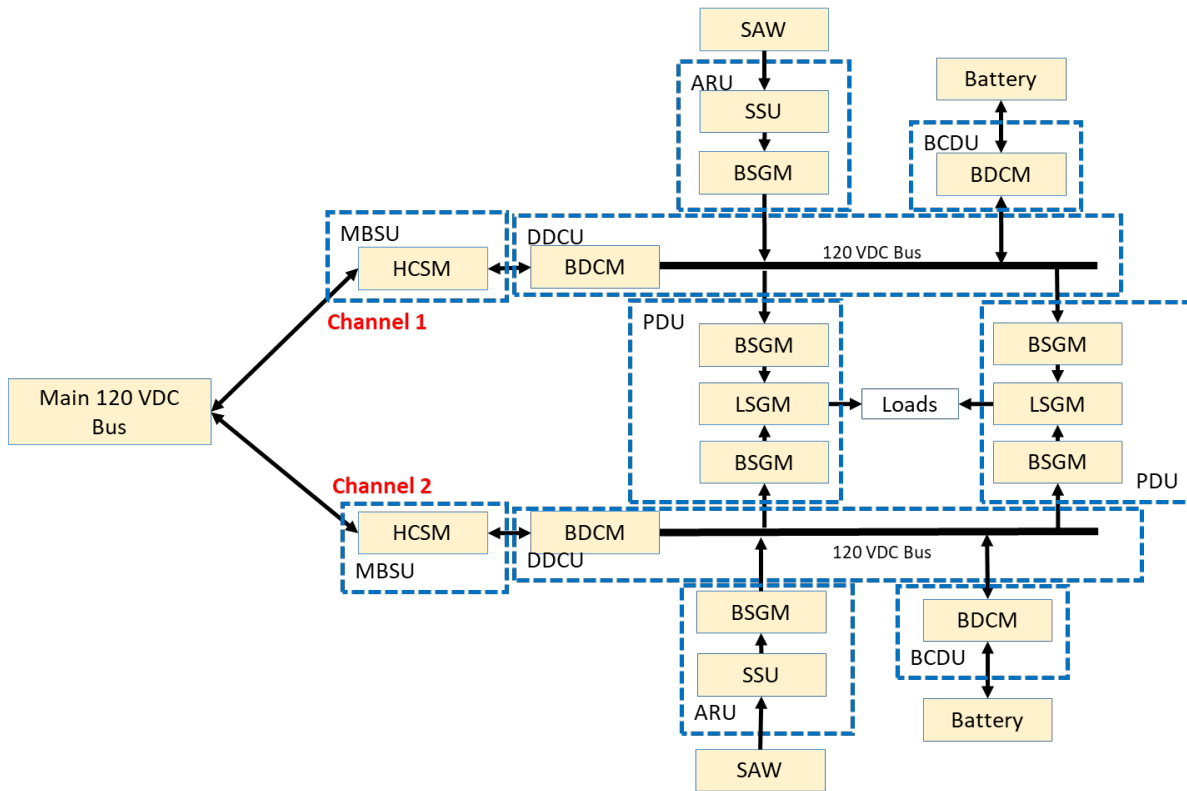 SAW
ARU
SSU
BSGM
Battery
BCDU
BDCM
MBSU
HCSM
DDCU
BDCM
120 VDC Bus
Channel 1
PDU
BSGM
LSGM
BSGM
Loads
BSGM
LSGM
BSGM
PDU
Main 120 VDC
Bus
Channel 2
HCSM
MBSU
BDCM
DDCU
120 VDC Bus
BSGM
SSU
ARU
SAW
BDCM
BCDU
Battery